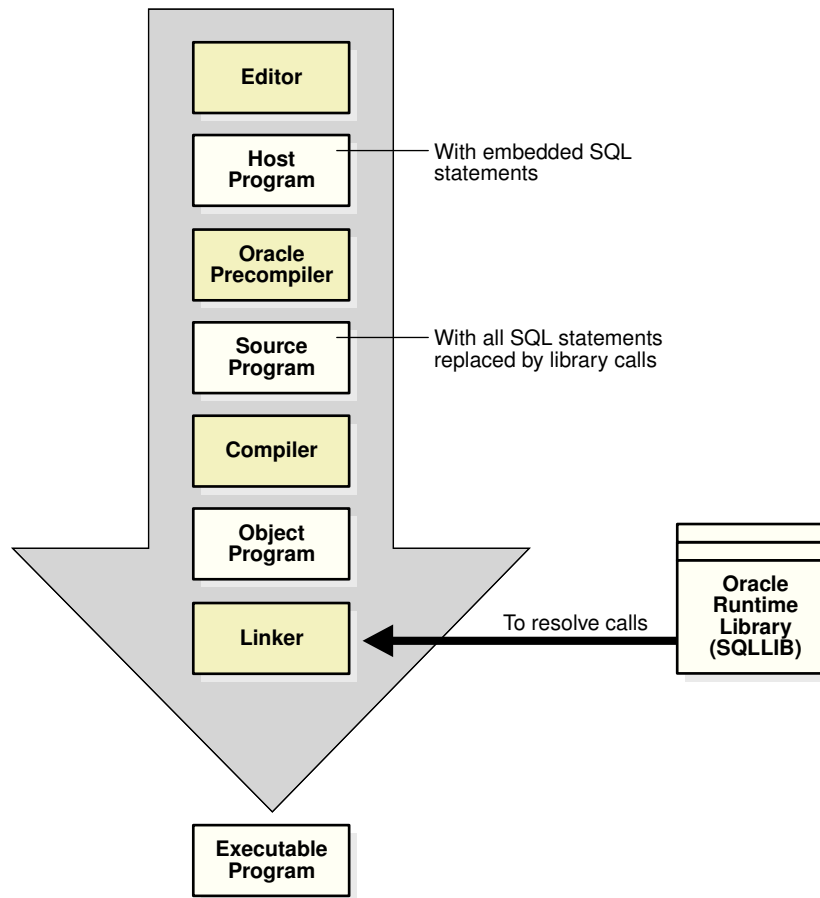 Editor
Host
Program
With embedded SQL
statements
Oracle
Precompiler
Source
Program
With all SQL statements
replaced by library calls
Compiler
Object
Program
Linker
To resolve calls
Oracle
Runtime
Library
(SQLLIB)
Executable
Program